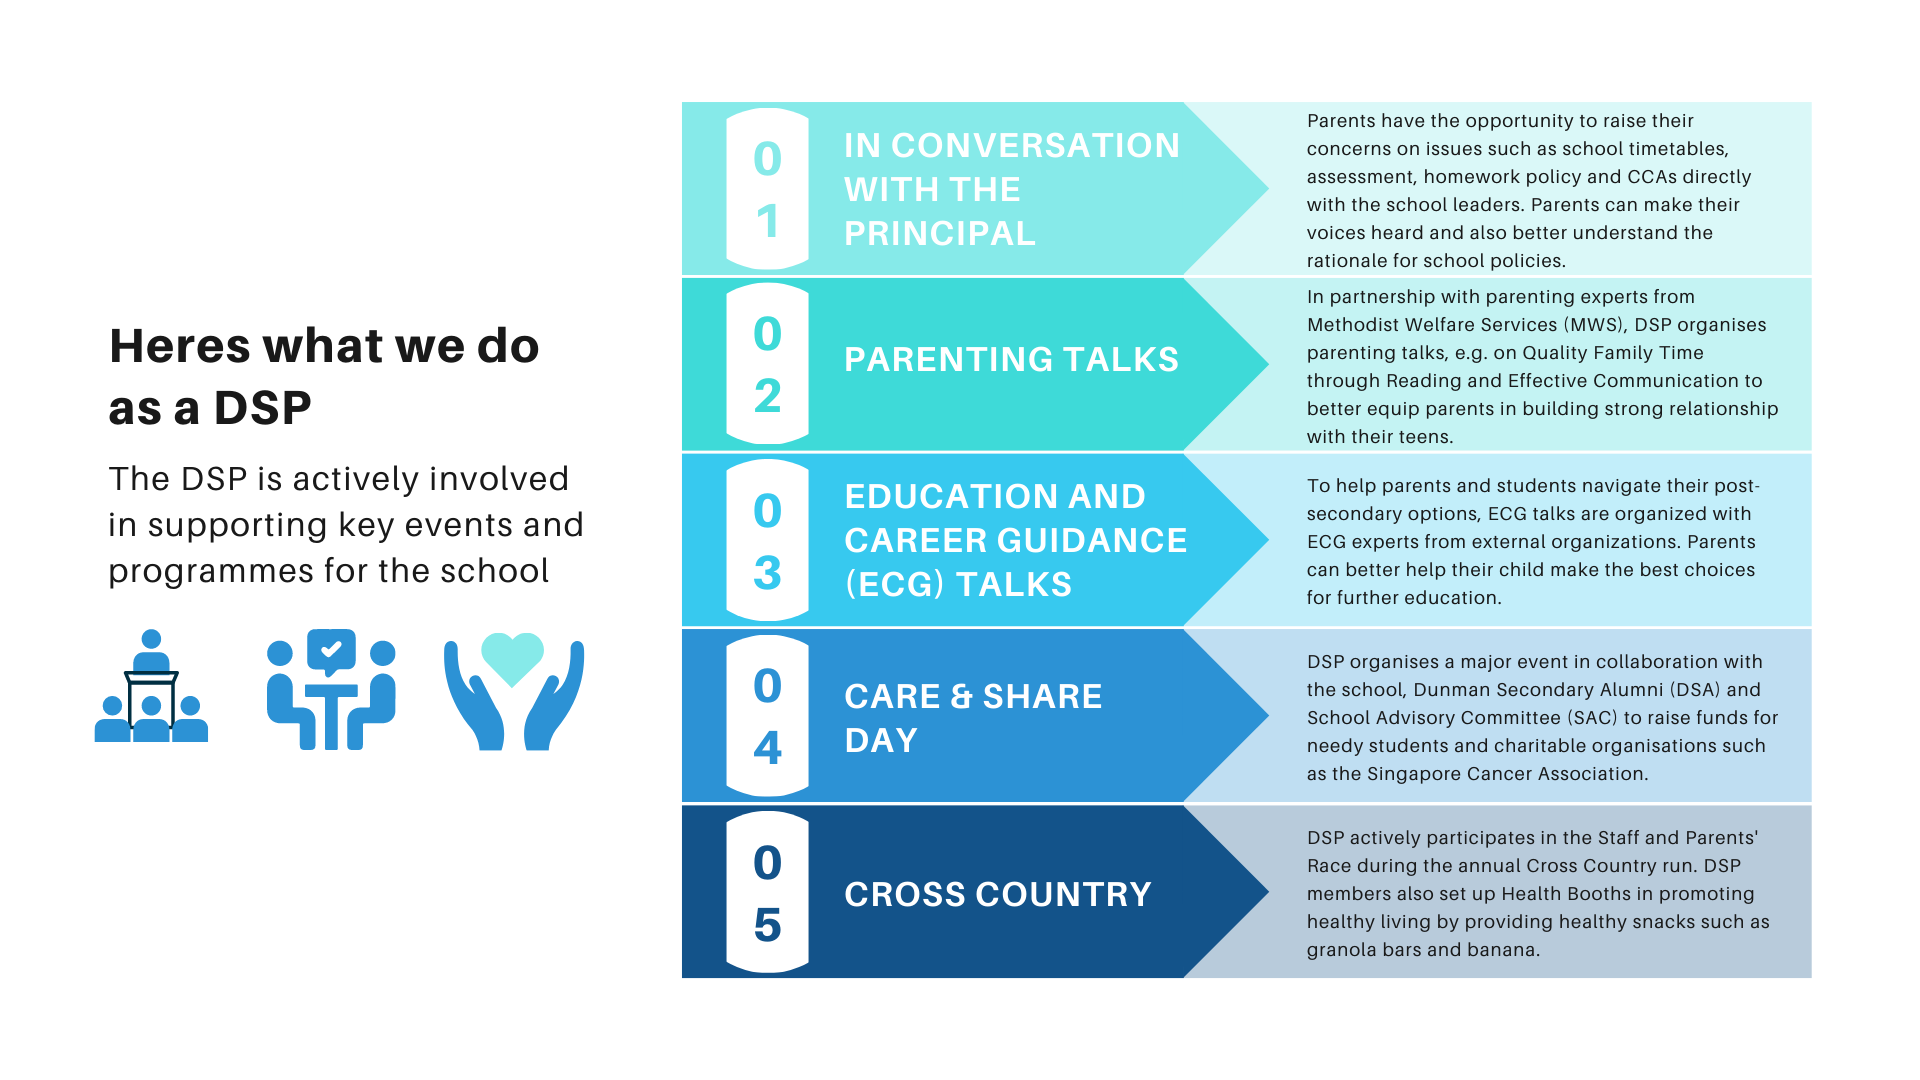 Heres what we do
as a DSP
The DSP is actively involved
in supporting key events and
programmes for the school
0
1
IN CONVERSATION
WITH THE
PRINCIPAL
Parents have the opportunity to raise their
concerns on issues such as school timetables,
assessment, homework policy and CCAs directly
with the school leaders. Parents can make their
voices heard and also better understand the
rationale for school policies.
0
2
PARENTING TALKS
In partnership with parenting experts from
Methodist Welfare Services (MWS), DSP organises
parenting talks, e.g. on Quality Family Time
through Reading and Effective Communication to
better equip parents in building strong relationship
with their teens.
0
3
EDUCATION AND
CAREER GUIDANCE
(ECG) TALKS
To help parents and students navigate their post-
secondary options, ECG talks are organized with
ECG experts from external organizations. Parents
can better help their child make the best choices
for further education.
0
4
CARE & SHARE
DAY
DSP organises a major event in collaboration with
the school, Dunman Secondary Alumni (DSA) and
School Advisory Committee (SAC) to raise funds for
needy students and charitable organisations such
as the Singapore Cancer Association.
0
5
CROSS COUNTRY
DSP actively participates in the Staff and Parents'
Race during the annual Cross Country run. DSP
members also set up Health Booths in promoting
healthy living by providing healthy snacks such as
granola bars and banana.